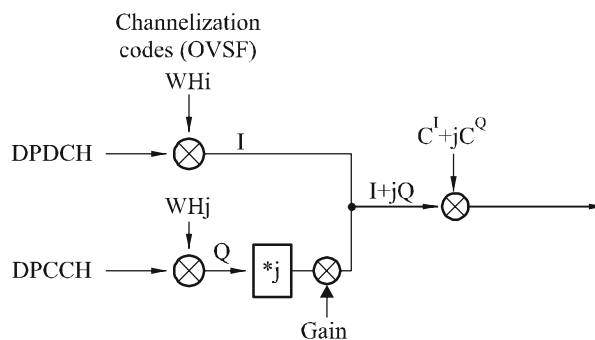 Channelization
codes (OVSF)
WHi
C^I+jC^Q
DPDCH
I
WHj
I+jQ
DPCCH
Q
*j
Gain